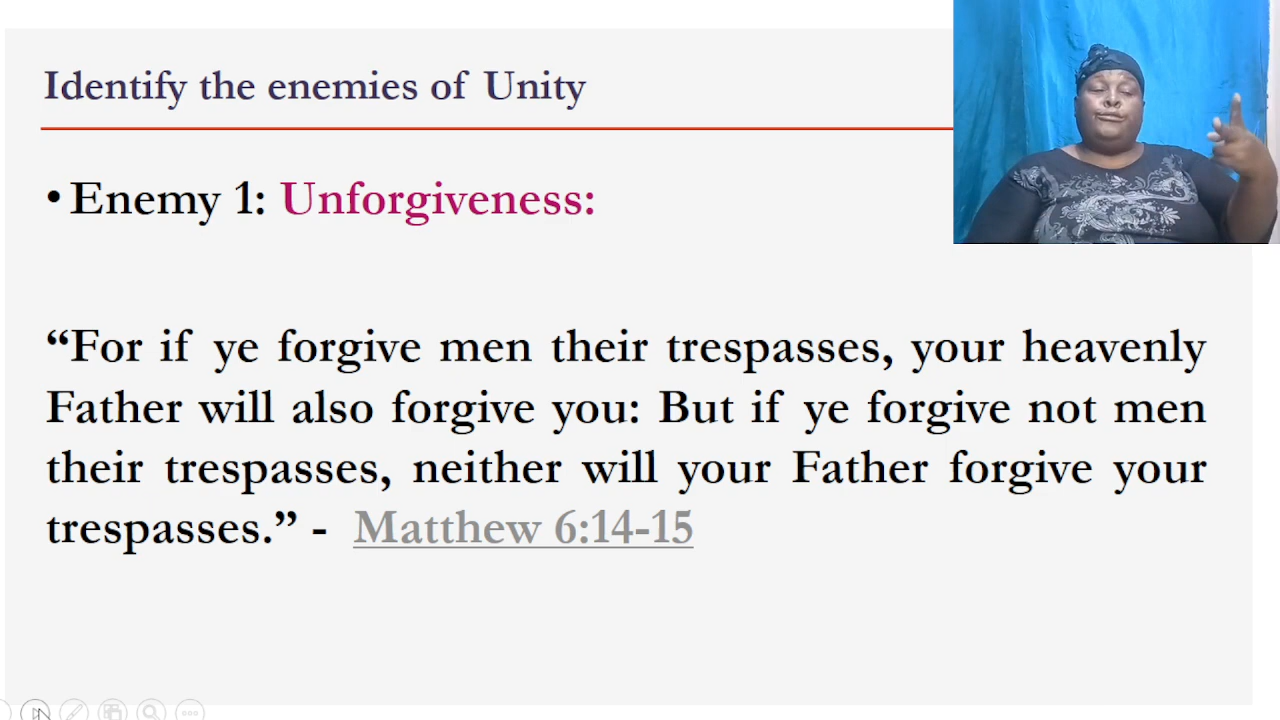 Identify the enemies of Unity
• Enemy 1: Unforgiveness:
“For if ye forgive men their trespasses, your heavenly
Father will also forgive you: But if ye forgive not men
their trespasses, neither will your Father forgive your
trespasses.” - Matthew 6:14-15